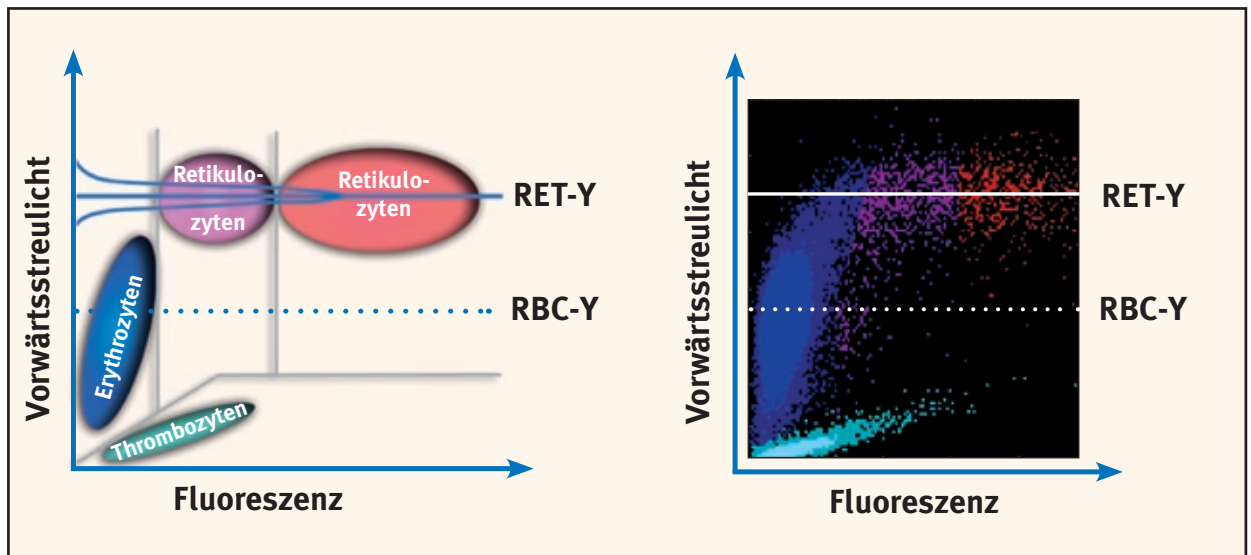 Vorwärtsstreulicht
Retikulo-
zyten
Retikulo-
zyten
RET-Y
Erythrozyten
RBC-Y
Thrombozyten
Fluoreszenz
Vorwärtsstreulicht
RET-Y
RBC-Y
Fluoreszenz